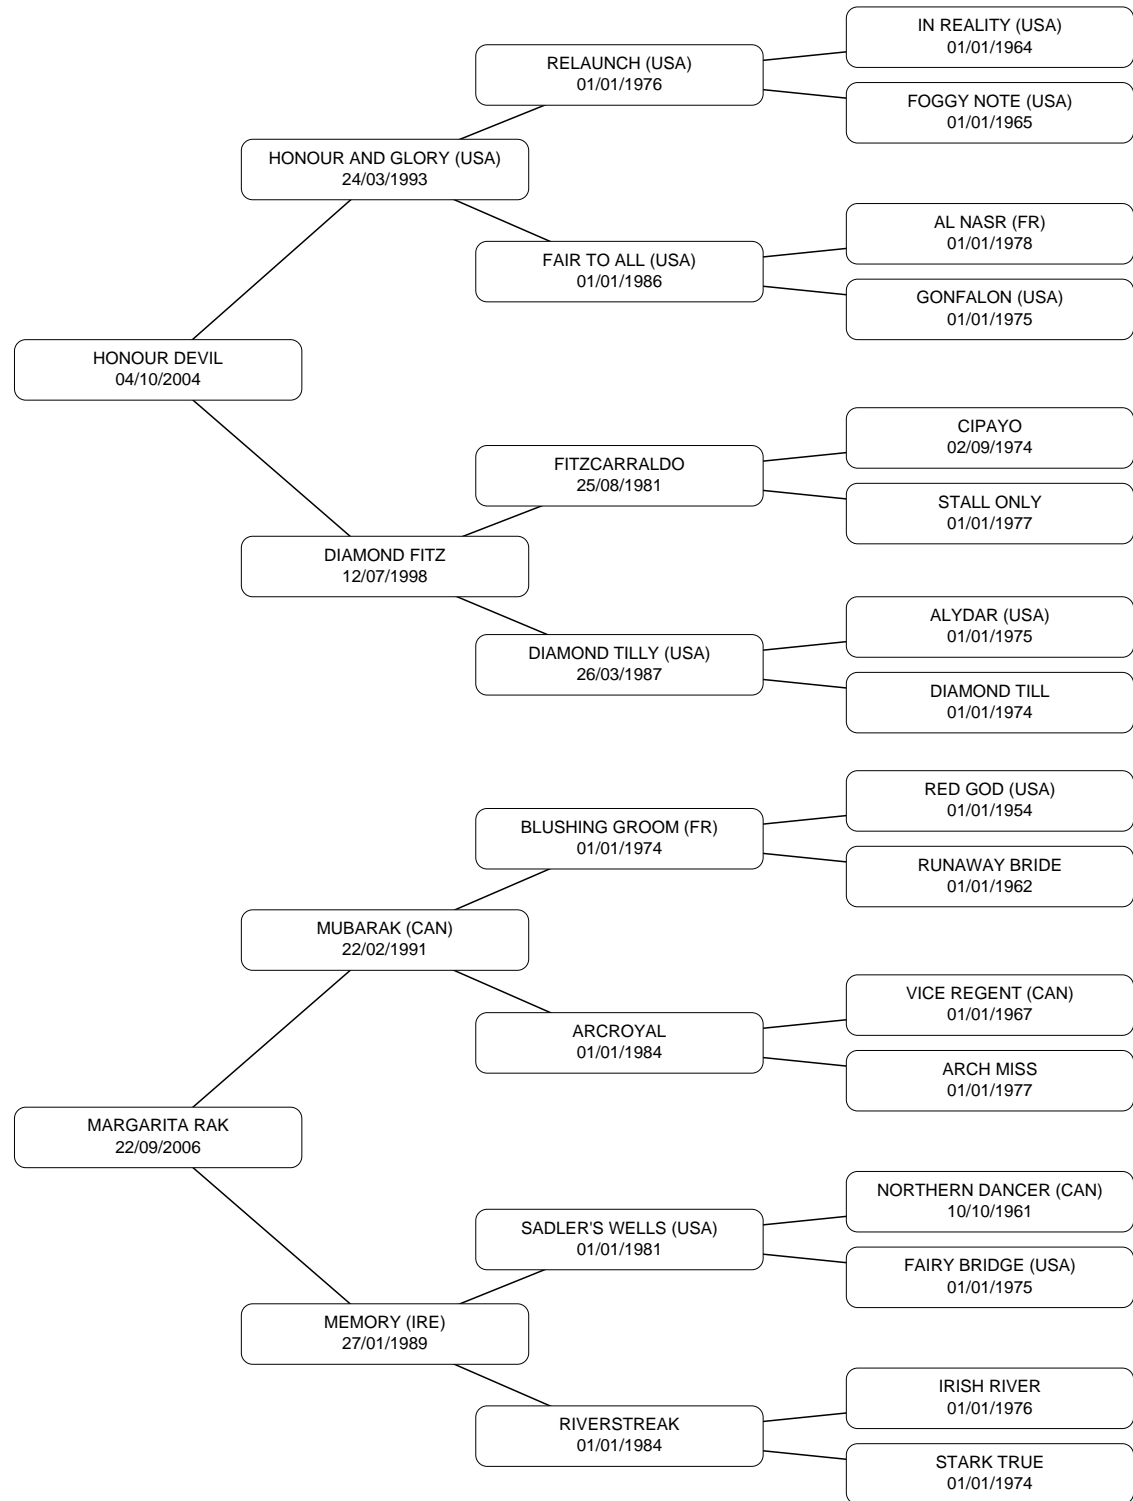 IN REALITY (USA)
01/01/1964
RELAUNCH (USA)
01/01/1976
FOGGY NOTE (USA)
01/01/1965
HONOUR AND GLORY (USA)
24/03/1993
AL NASR (FR)
01/01/1978
FAIR TO ALL (USA)
01/01/1986
GONFALON (USA)
01/01/1975
HONOUR DEVIL
04/10/2004
CIPAYO
02/09/1974
FITZCARRALDO
25/08/1981
STALL ONLY
01/01/1977
DIAMOND FITZ
12/07/1998
ALYDAR (USA)
01/01/1975
DIAMOND TILLY (USA)
26/03/1987
DIAMOND TILL
01/01/1974
RED GOD (USA)
01/01/1954
BLUSHING GROOM (FR)
01/01/1974
RUNAWAY BRIDE
01/01/1962
MUBARAK (CAN)
22/02/1991
VICE REGENT (CAN)
01/01/1967
ARCROYAL
01/01/1984
ARCH MISS
01/01/1977
MARGARITA RAK
22/09/2006
NORTHERN DANCER (CAN)
10/10/1961
SADLER'S WELLS (USA)
01/01/1981
FAIRY BRIDGE (USA)
01/01/1975
MEMORY (IRE)
27/01/1989
IRISH RIVER
01/01/1976
RIVERSTREAK
01/01/1984
STARK TRUE
01/01/1974